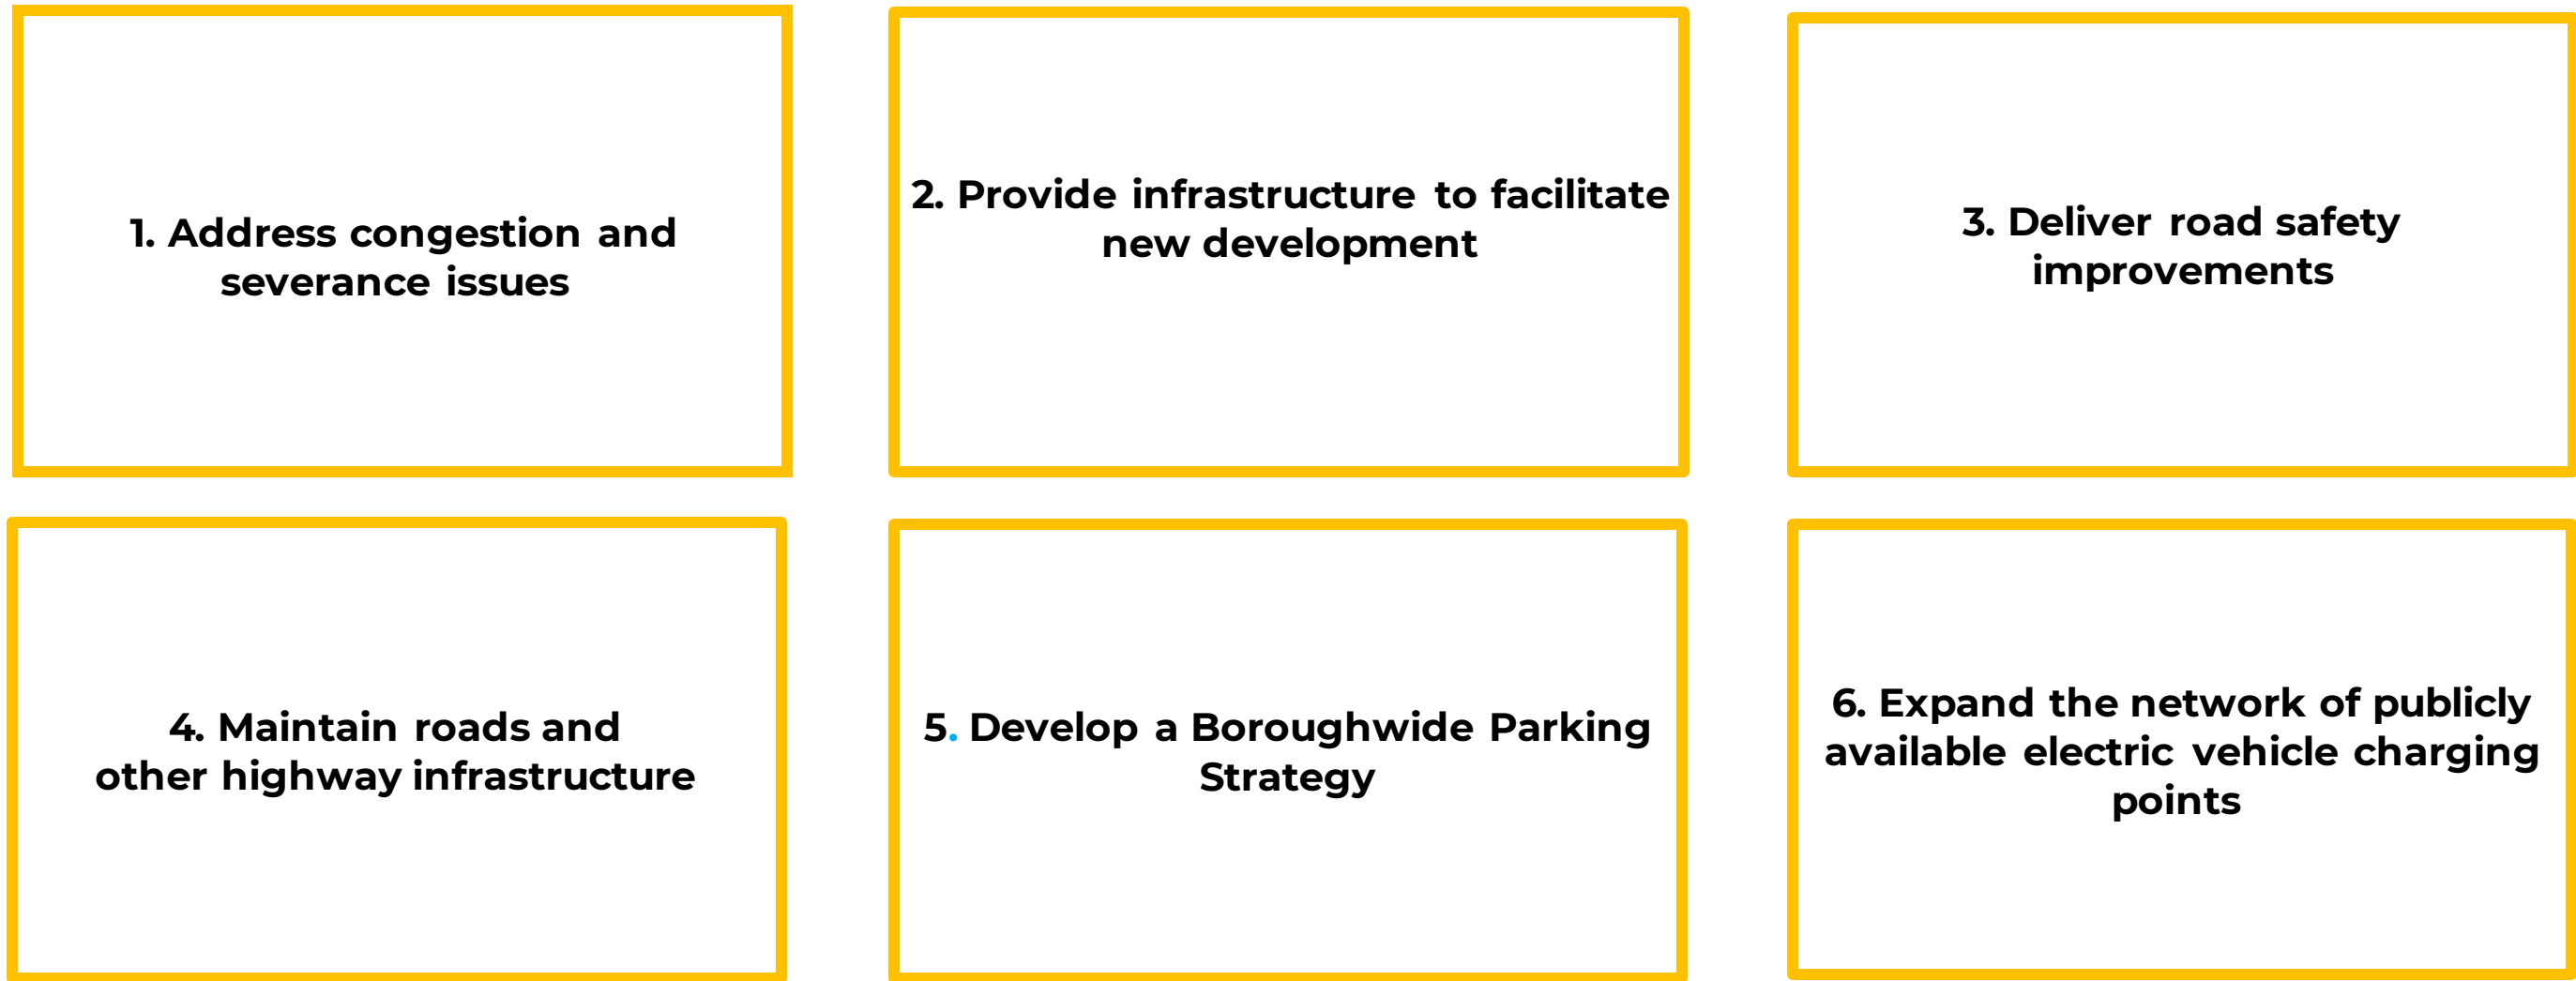 1. Address congestion and
severance issues
2. Provide infrastructure to facilitate
new development
3. Deliver road safety
improvements
4. Maintain roads and
other highway infrastructure
5. Develop a Boroughwide Parking
Strategy
6. Expand the network of publicly
available electric vehicle charging
points